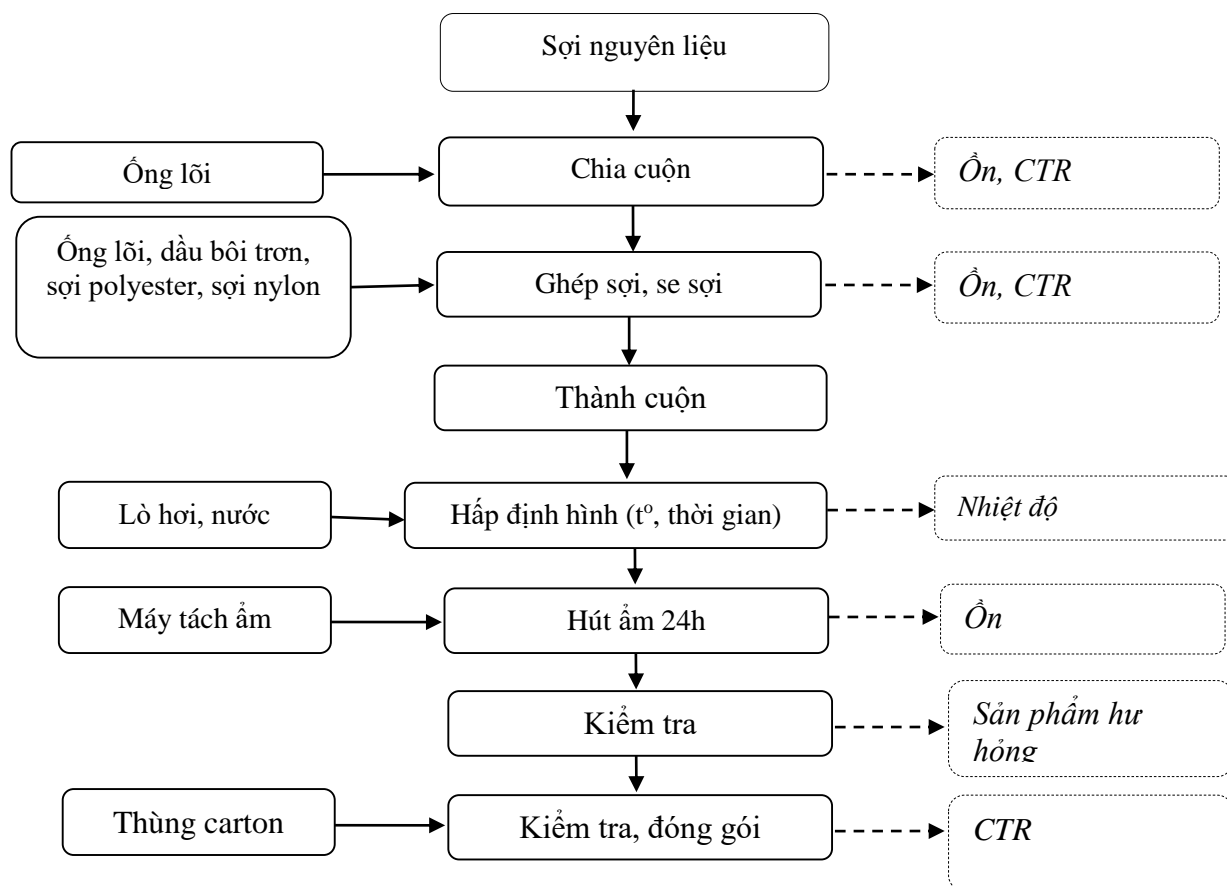 Sợi nguyên liệu
Ống lõi
Chia cuộn
Ồn, CTR
Ống lõi, dầu bôi trơn,
sợi polyester, sợi nylon
Ghép sợi, se sợi
Ồn, CTR
Thành cuộn
Lò hơi, nước
Hấp định hình (tº, thời gian)
Nhiệt độ
Máy tách ẩm
Hút ẩm 24h
Ồn
Kiểm tra
Sản phẩm hư
hỏng
Thùng carton
Kiểm tra, đóng gói
CTR